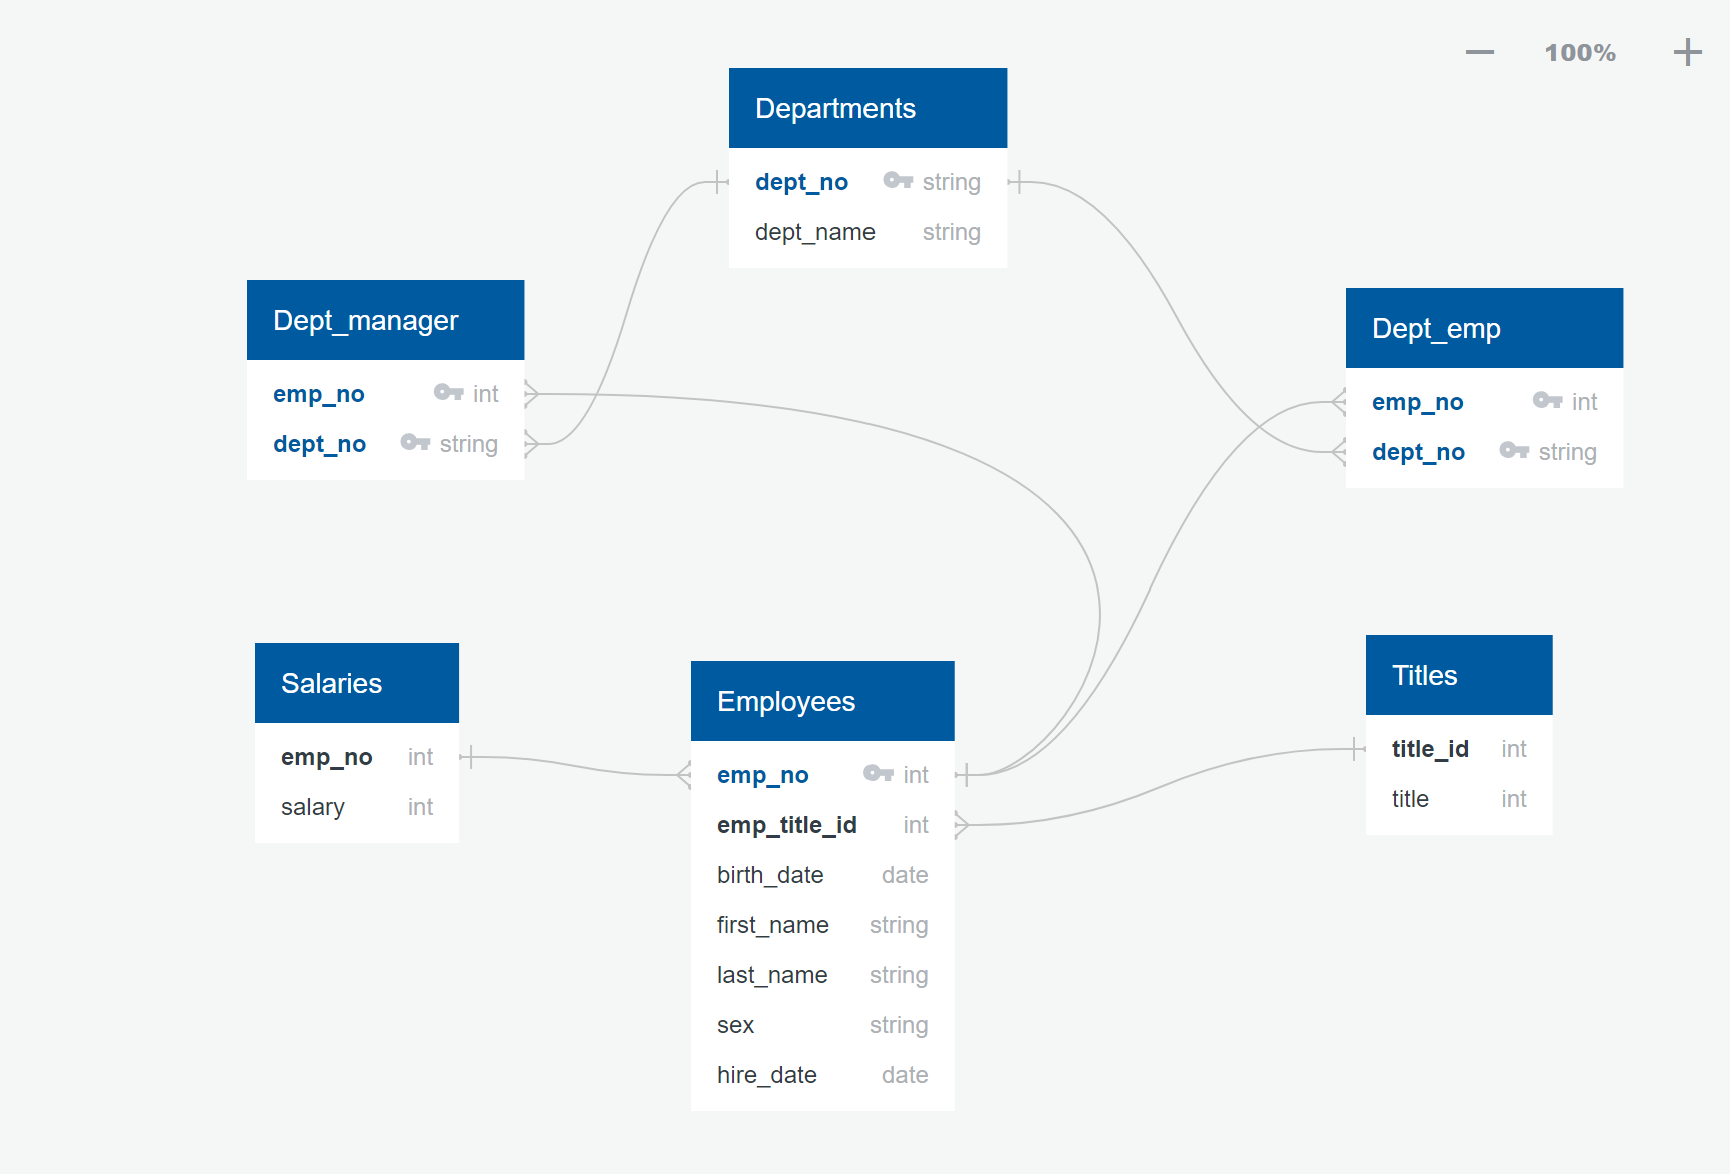 100%
Departments
dept_no string
dept_name string
Dept_manager
emp_no int
dept_no string
Dept_emp
emp_no int
dept_no string
Salaries
emp_no int
salary int
Employees
emp_no int
emp_title_id int
birth_date date
first_name string
last_name string
sex string
hire_date date
Titles
title_id int
title int